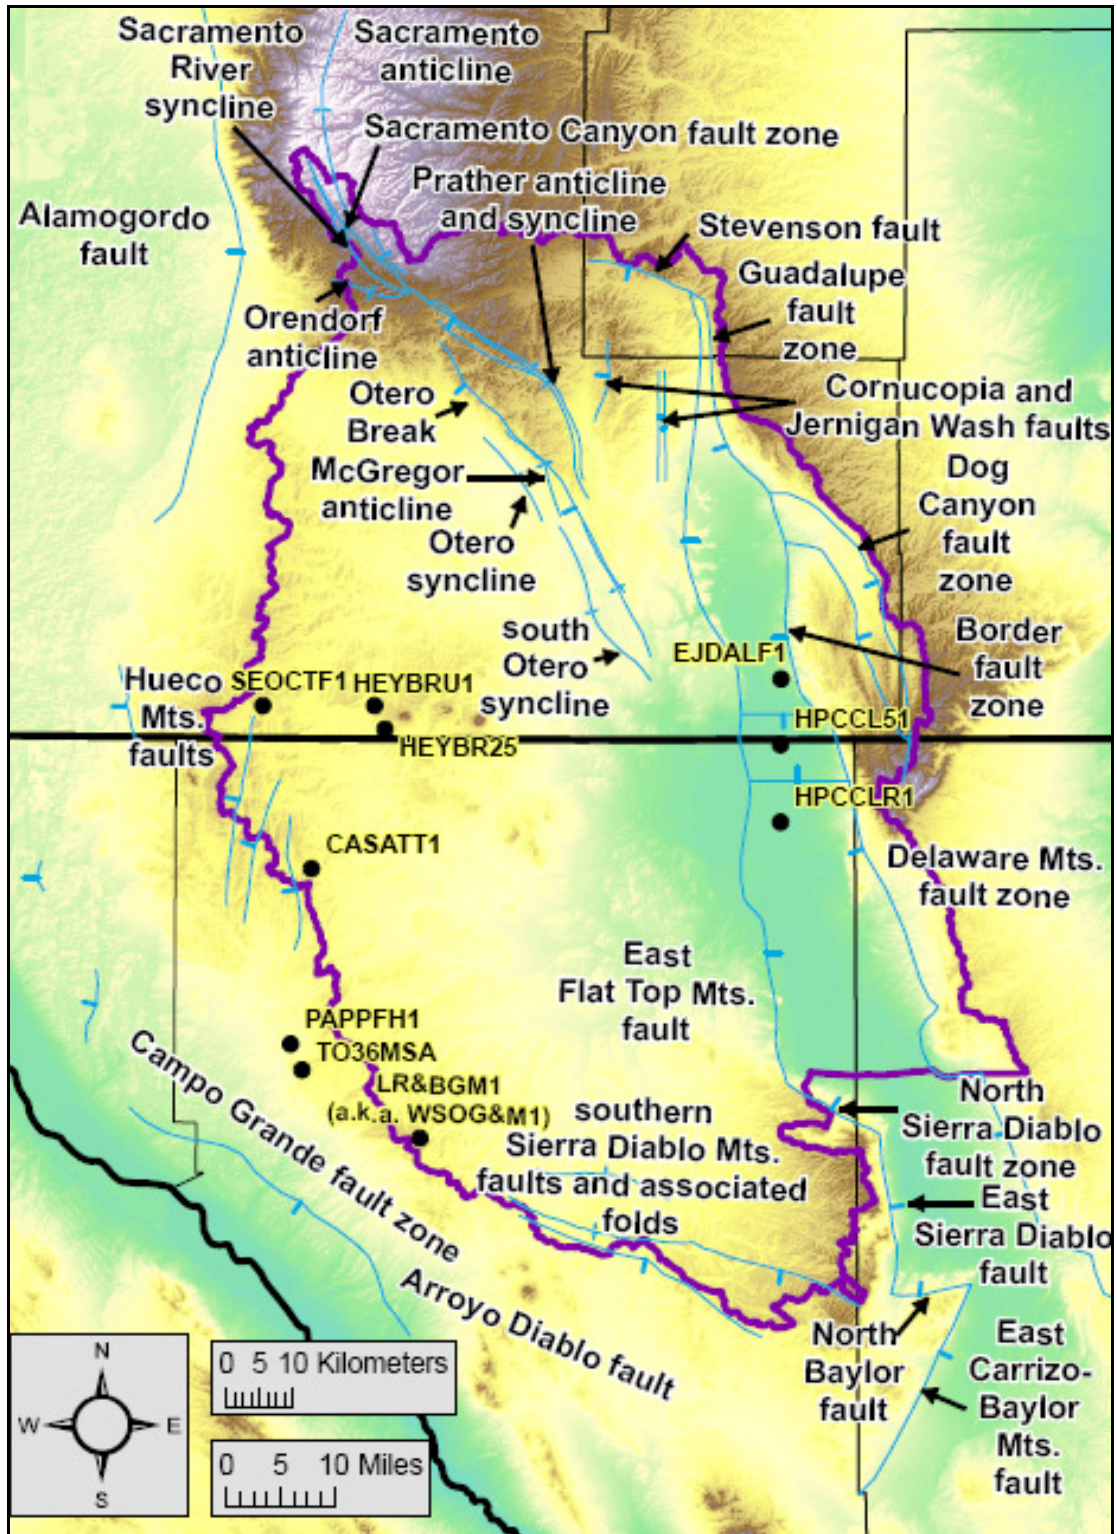 Sacramento
River
syncline
Sacramento
anticline
Sacramento Canyon fault zone
Prather anticline
and syncline
Alamogordo
fault
Stevenson fault
Guadalupe
fault
zone
Orendorf
anticline
Otero
Break
Cornucopia and
Jernigan Wash faults
McGregor
anticline
Dog
Canyon
fault
zone
Otero
syncline
south
Otero
syncline
Border
fault
zone
EJDALF1
Hueco
Mts.
faults
SEOCTF1
HEYBRU1
HEYBR25
HPCCL51
HPCCLR1
CASATT1
Delaware Mts.
fault zone
East
Flat Top Mts.
fault
PAPPFH1
TO36MSA
LR&BGM1
(a.k.a. WSOG&M1)
Campo Grande fault zone
southern
Sierra Diablo Mts.
faults and associated
folds
North
Sierra Diablo
fault zone
East
Sierra Diablo
fault
Arroyo Diablo fault
North
Baylor
fault
East
Carrizo-
Baylor
Mts.
fault
N
W E
S
0 5 10 Kilometers
0 5 10 Miles